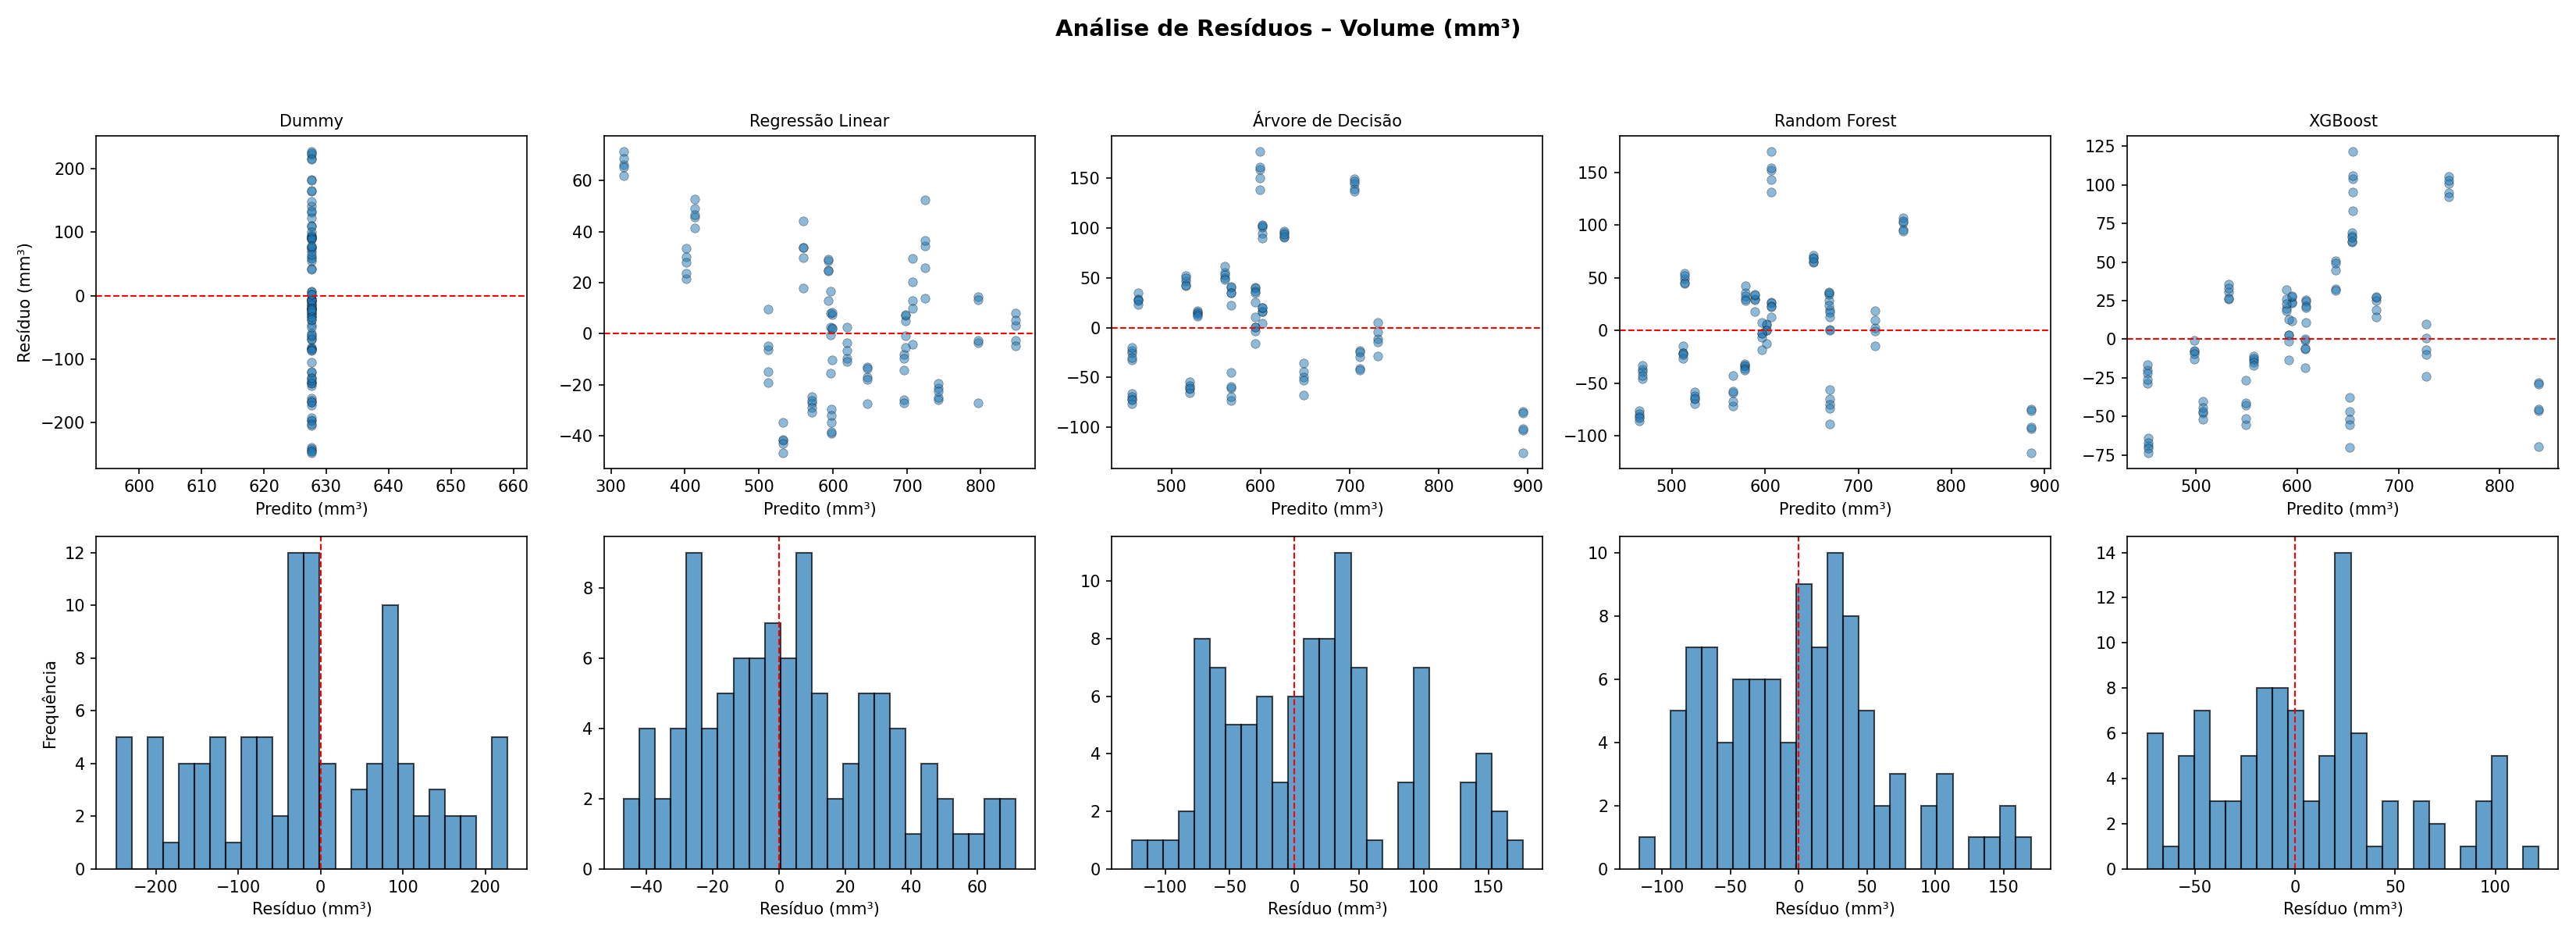 Análise de Resíduos – Volume (mm³)
Dummy
Regressão Linear
Árvore de Decisão
Random Forest
XGBoost
Resíduo (mm³)
200
100
0
−100
−200
600 610 620 630 640 650 660
Predito (mm³)
60
40
20
0
−20
−40
300 400 500 600 700 800
Predito (mm³)
150
100
50
0
−50
−100
500 600 700 800 900
Predito (mm³)
150
100
50
0
−50
−100
500 600 700 800 900
Predito (mm³)
125
100
75
50
25
0
−25
−50
−75
500 600 700 800
Predito (mm³)
Frequência
12
10
8
6
4
2
0
−200 −100 0 100 200
Resíduo (mm³)
8
6
4
2
0
−40 −20 0 20 40 60
Resíduo (mm³)
10
8
6
4
2
0
−100 −50 0 50 100 150
Resíduo (mm³)
10
8
6
4
2
0
−100 −50 0 50 100 150
Resíduo (mm³)
14
12
10
8
6
4
2
0
−50 0 50 100
Resíduo (mm³)